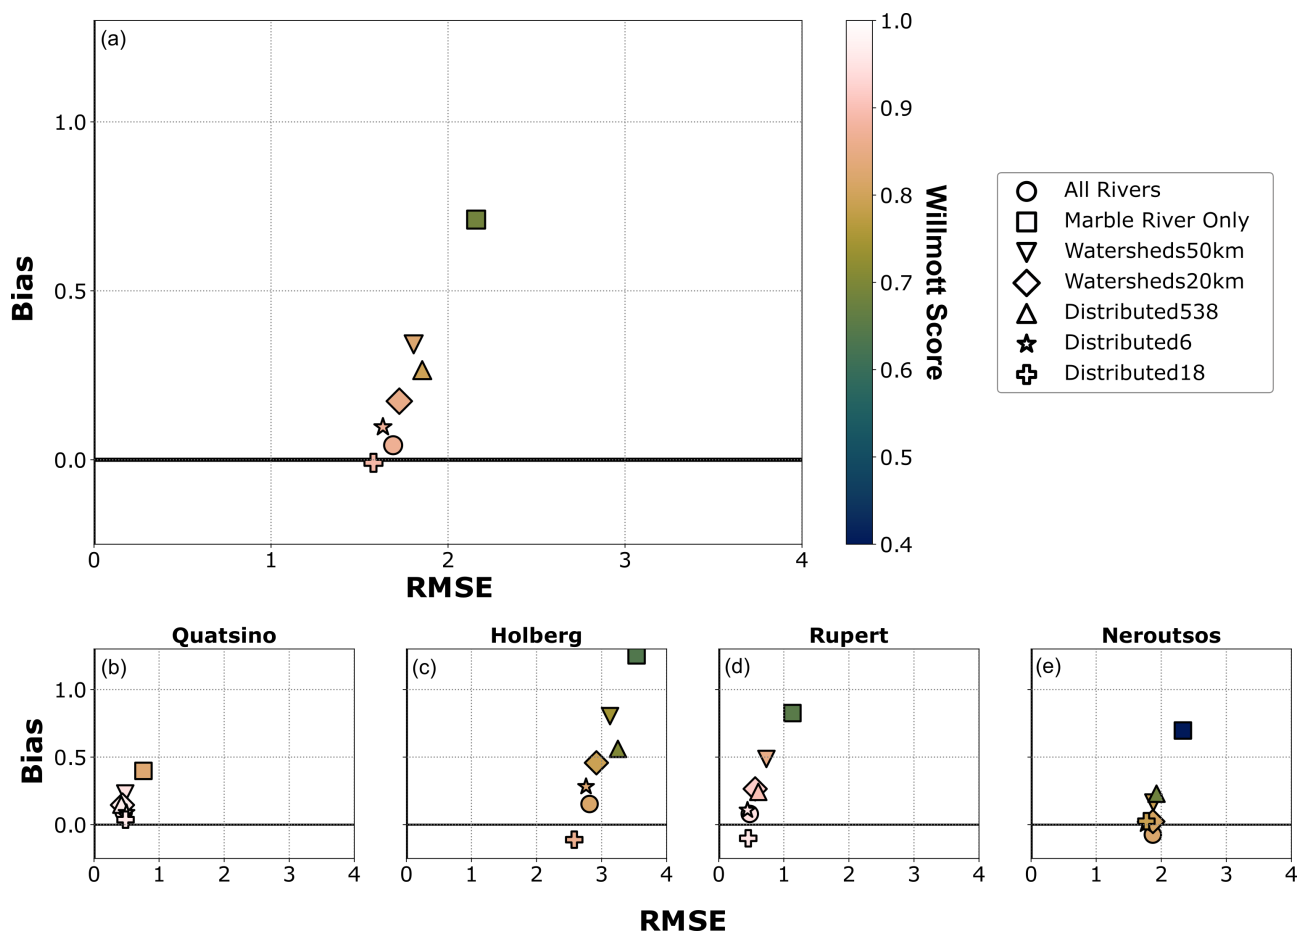 (a)
1.0
0.5
0.0
Bias
0
1
2
3
4
RMSE
1.0
0.9
0.8
0.7
0.6
0.5
0.4
Willmott Score
All Rivers
Marble River Only
Watersheds50km
Watersheds20km
Distributed538
Distributed6
Distributed18
Quatsino
Holberg
Rupert
Neroutsos
(b)
(c)
(d)
(e)
1.0
0.5
0.0
Bias
0 1 2 3 4
0 1 2 3 4
0 1 2 3 4
0 1 2 3 4
RMSE